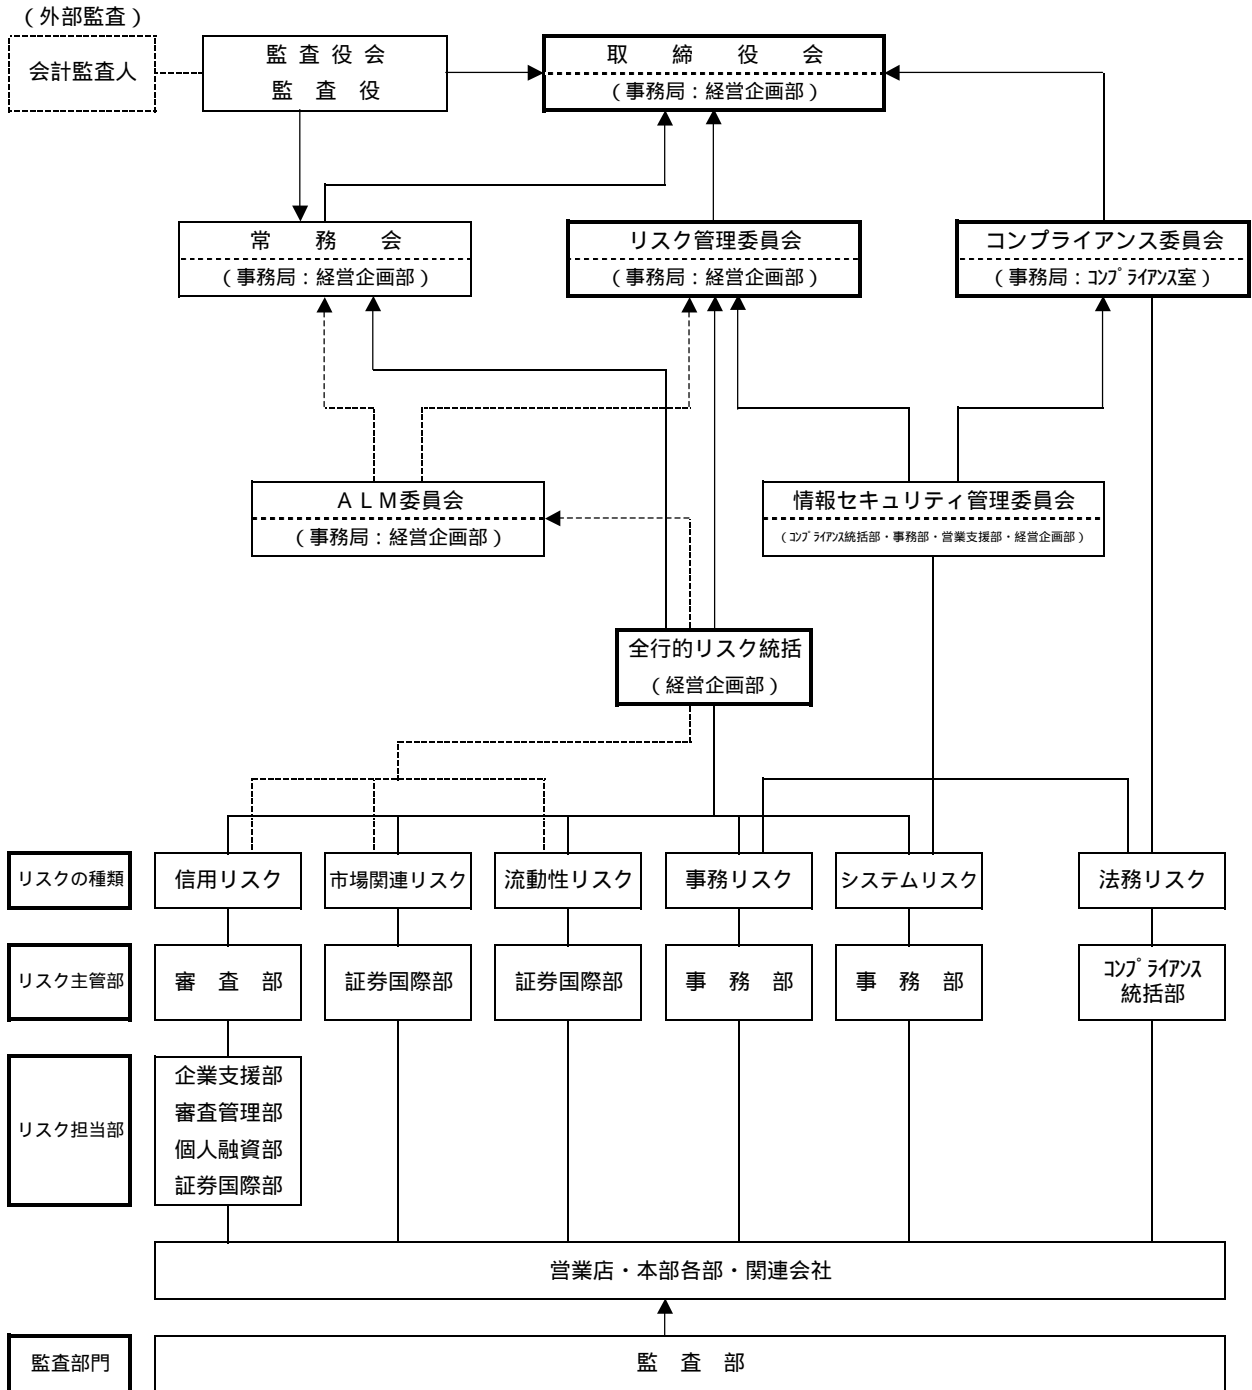 （外部監査）
会計監査人
監査役会
監査役
取締役会
（事務局：経営企画部）
常務会
（事務局：経営企画部）
リスク管理委員会
（事務局：経営企画部）
コンプライアンス委員会
（事務局：ｺﾝﾌﾟﾗｲｱﾝｽ室）
ＡＬＭ委員会
（事務局：経営企画部）
情報セキュリティ管理委員会
（ｺﾝﾌﾟﾗｲｱﾝｽ統括部・事務部・営業支援部・経営企画部）
全行的リスク統括
（経営企画部）
リスクの種類
信用リスク
市場関連リスク
流動性リスク
事務リスク
システムリスク
法務リスク
リスク主管部
審査部
証券国際部
証券国際部
事務部
事務部
ｺﾝﾌﾟﾗｲｱﾝｽ
統括部
リスク担当部
企業支援部
審査管理部
個人融資部
証券国際部
営業店・本部各部・関連会社
監査部門
監査部